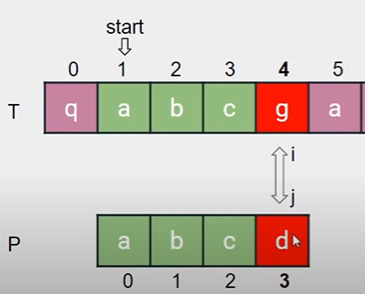 start
0 1 2 3 4 5
T q a b c g a
i
j
P a b c d
0 1 2 3